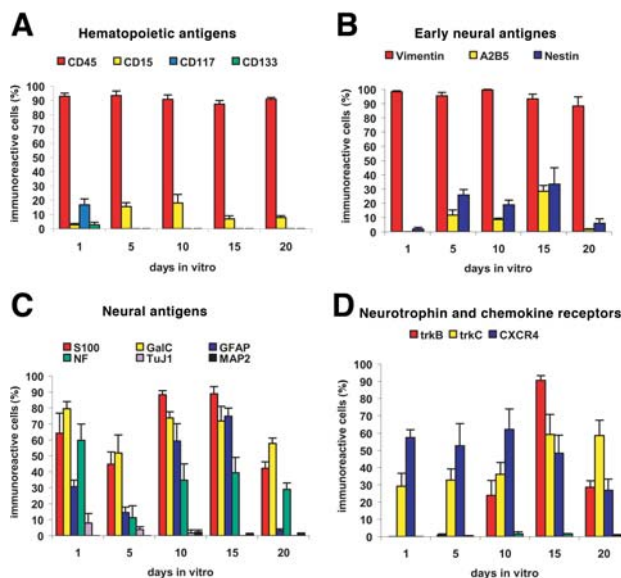 A
Hematopoietic antigens
CD45 CD15 CD117 CD133
immunoreactive cells (%)
100
90
80
70
60
50
40
30
20
10
0
1 5 10 15 20
days in vitro
B
Early neural antignes
Vimentin A2B5 Nestin
immunoreactive cells (%)
100
90
80
70
60
50
40
30
20
10
0
1 5 10 15 20
days in vitro
C
Neural antigens
S100 GalC GFAP
NF TuJ1 MAP2
immunoreactive cells (%)
100
90
80
70
60
50
40
30
20
10
0
1 5 10 15 20
days in vitro
D
Neurotrophin and chemokine receptors
trkB trkC CXCR4
immunoreactive cells (%)
100
90
80
70
60
50
40
30
20
10
0
1 5 10 15 20
days in vitro